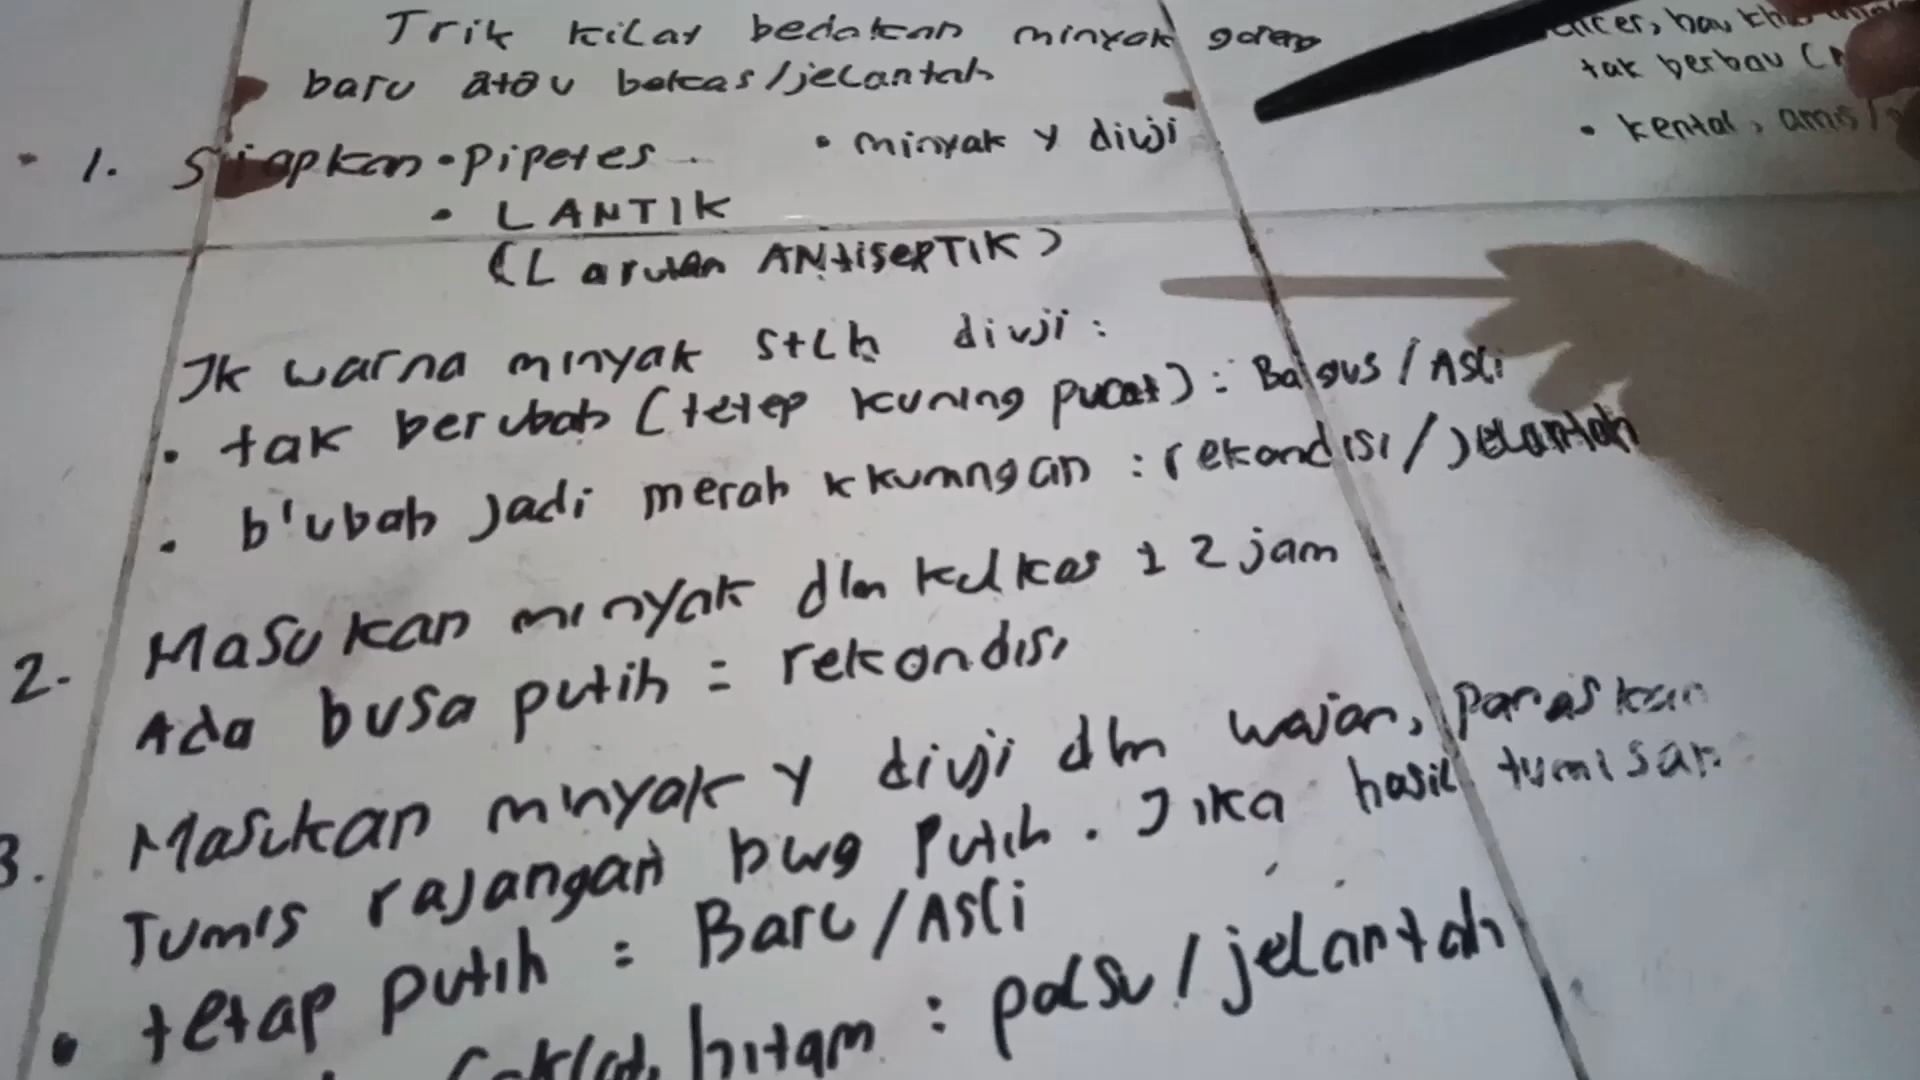 Trik kilat bedakan minyak goreng
baru atau bekas/jelantah
1. Siapkan • Pipetes
• minyak y diuji
• LANTIK
(Larutan ANtisepTIK)
Jk warna minyak stlh diuji:
• tak berubah (tetep kuning pucat) : Bagus / Asli
• b'ubah jadi merah kkuningan : rekondisi / jelantah
2. Masukan minyak dlm kulkas 1 2 jam
Ada busa putih = rekondisi
3. Masukan minyak y diuji dlm wajan, panaskan
Tumis rajangan bwg putih. Jika hasil tumisan
• tetap putih : Baru / Asli
Coklat, hitam : palsu / jelantah
tak berbau
• kental,